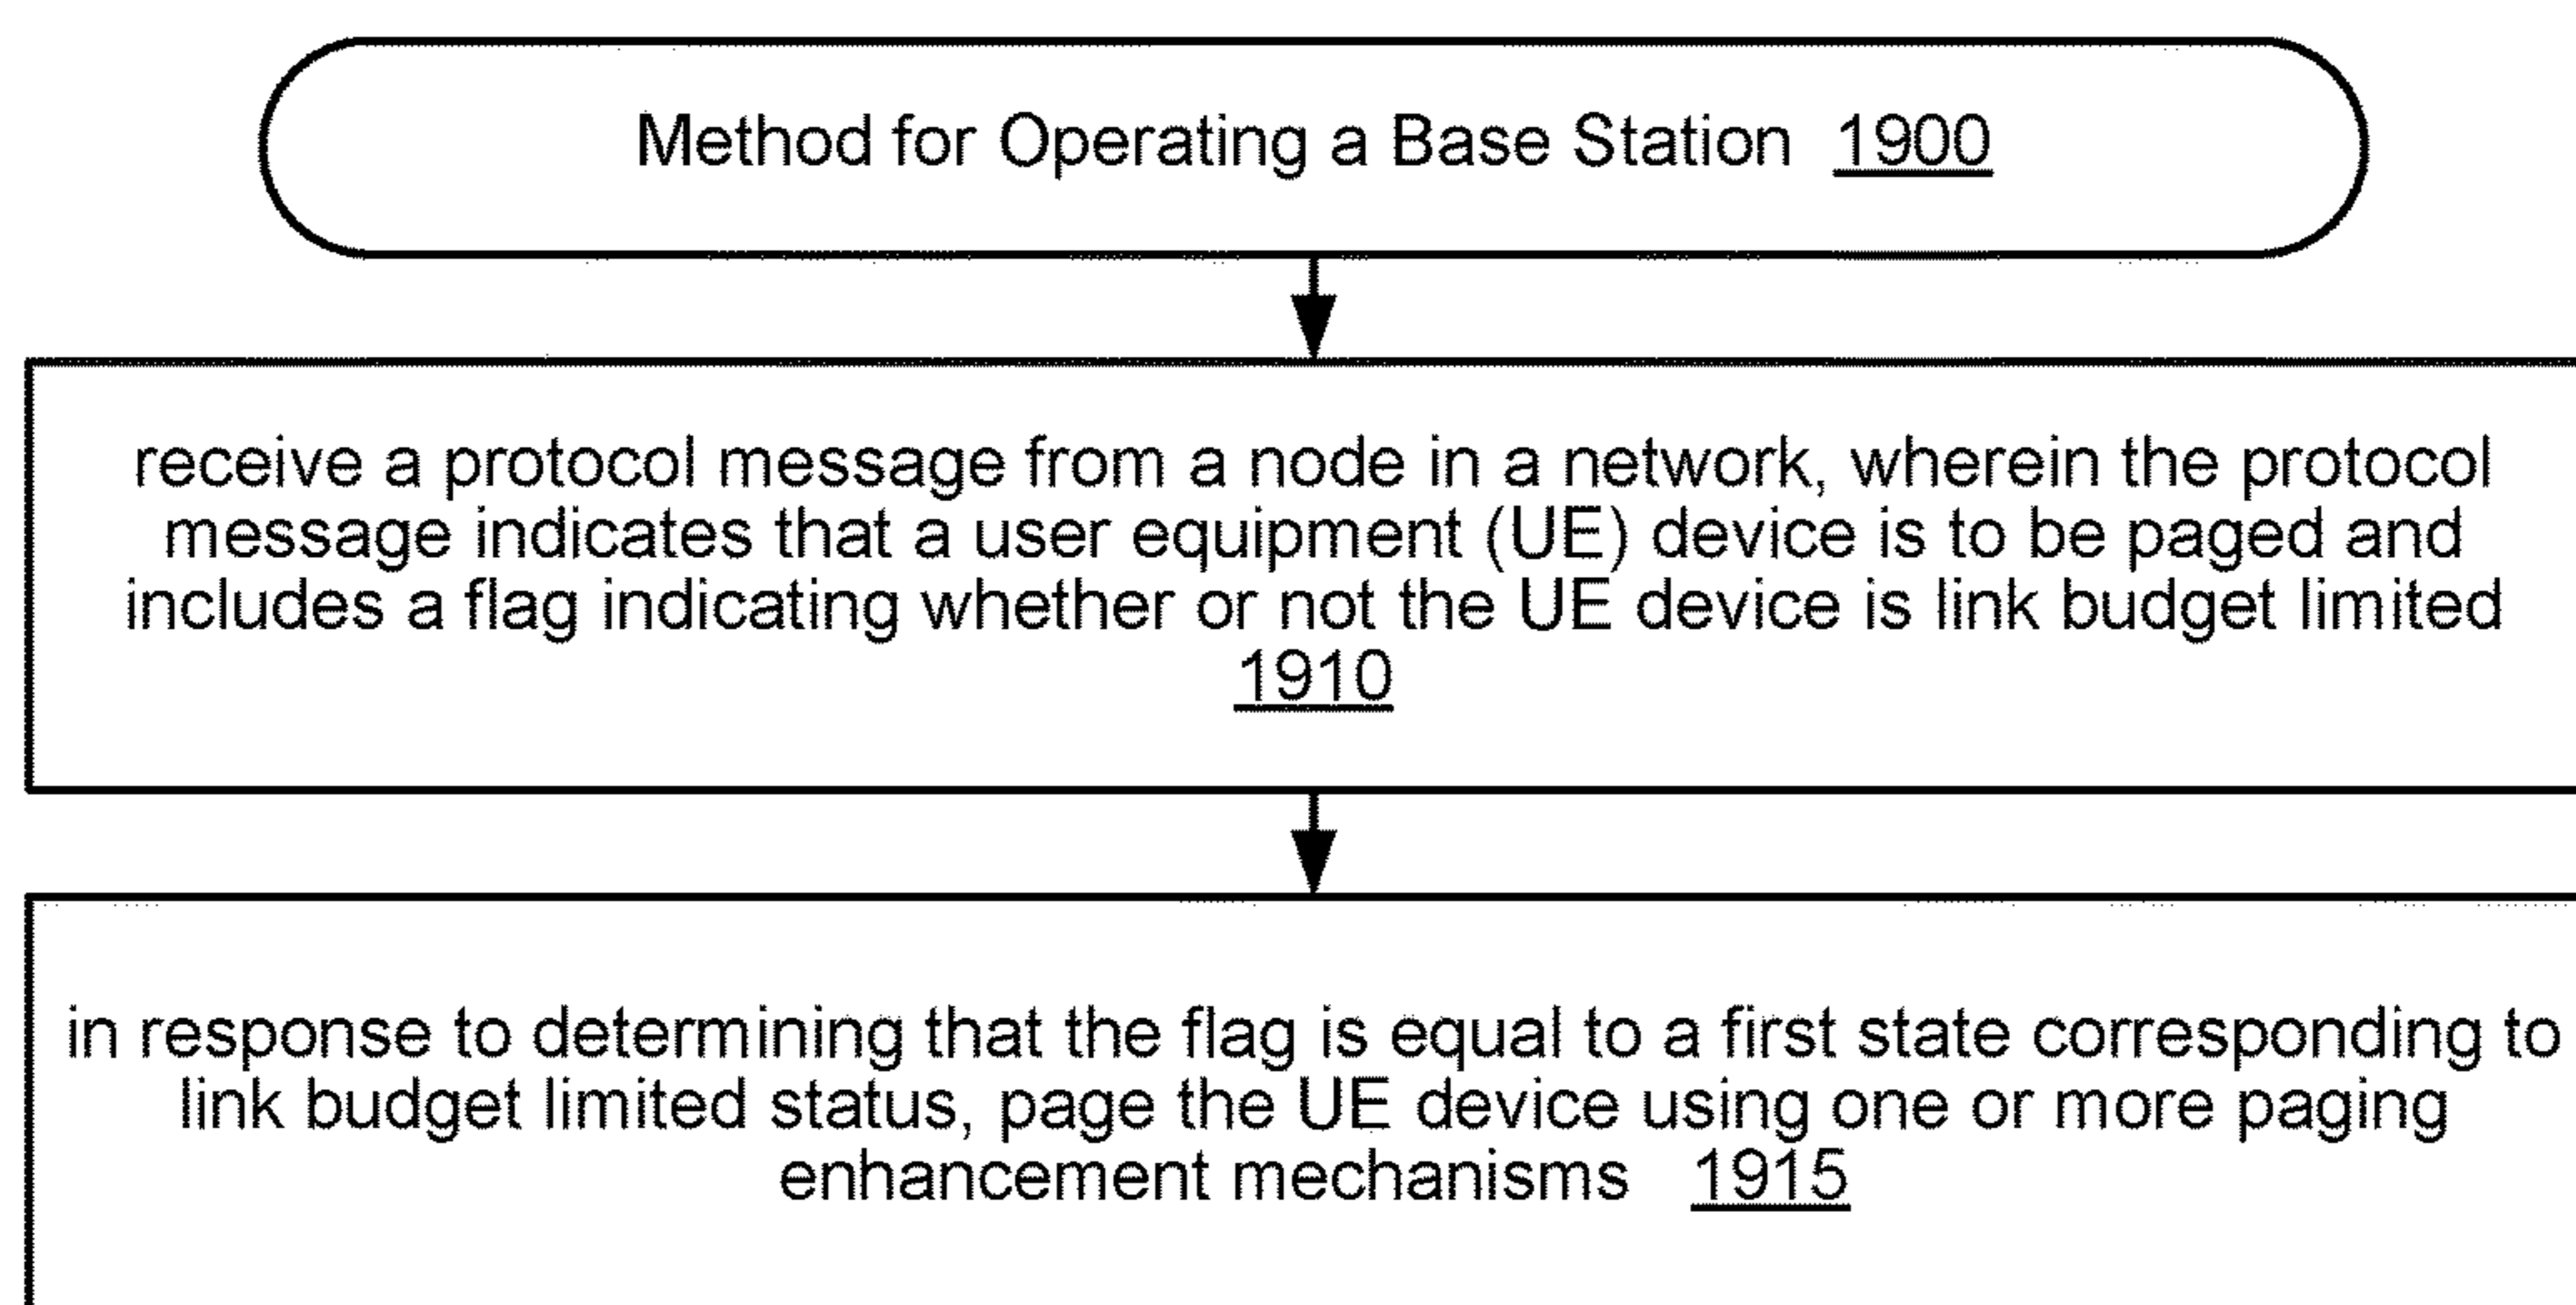 Method for Operating a Base Station 1900
receive a protocol message from a node in a network, wherein the protocol
message indicates that a user equipment (UE) device is to be paged and
includes a flag indicating whether or not the UE device is link budget limited
1910
in response to determining that the flag is equal to a first state corresponding to
link budget limited status, page the UE device using one or more paging
enhancement mechanisms 1915